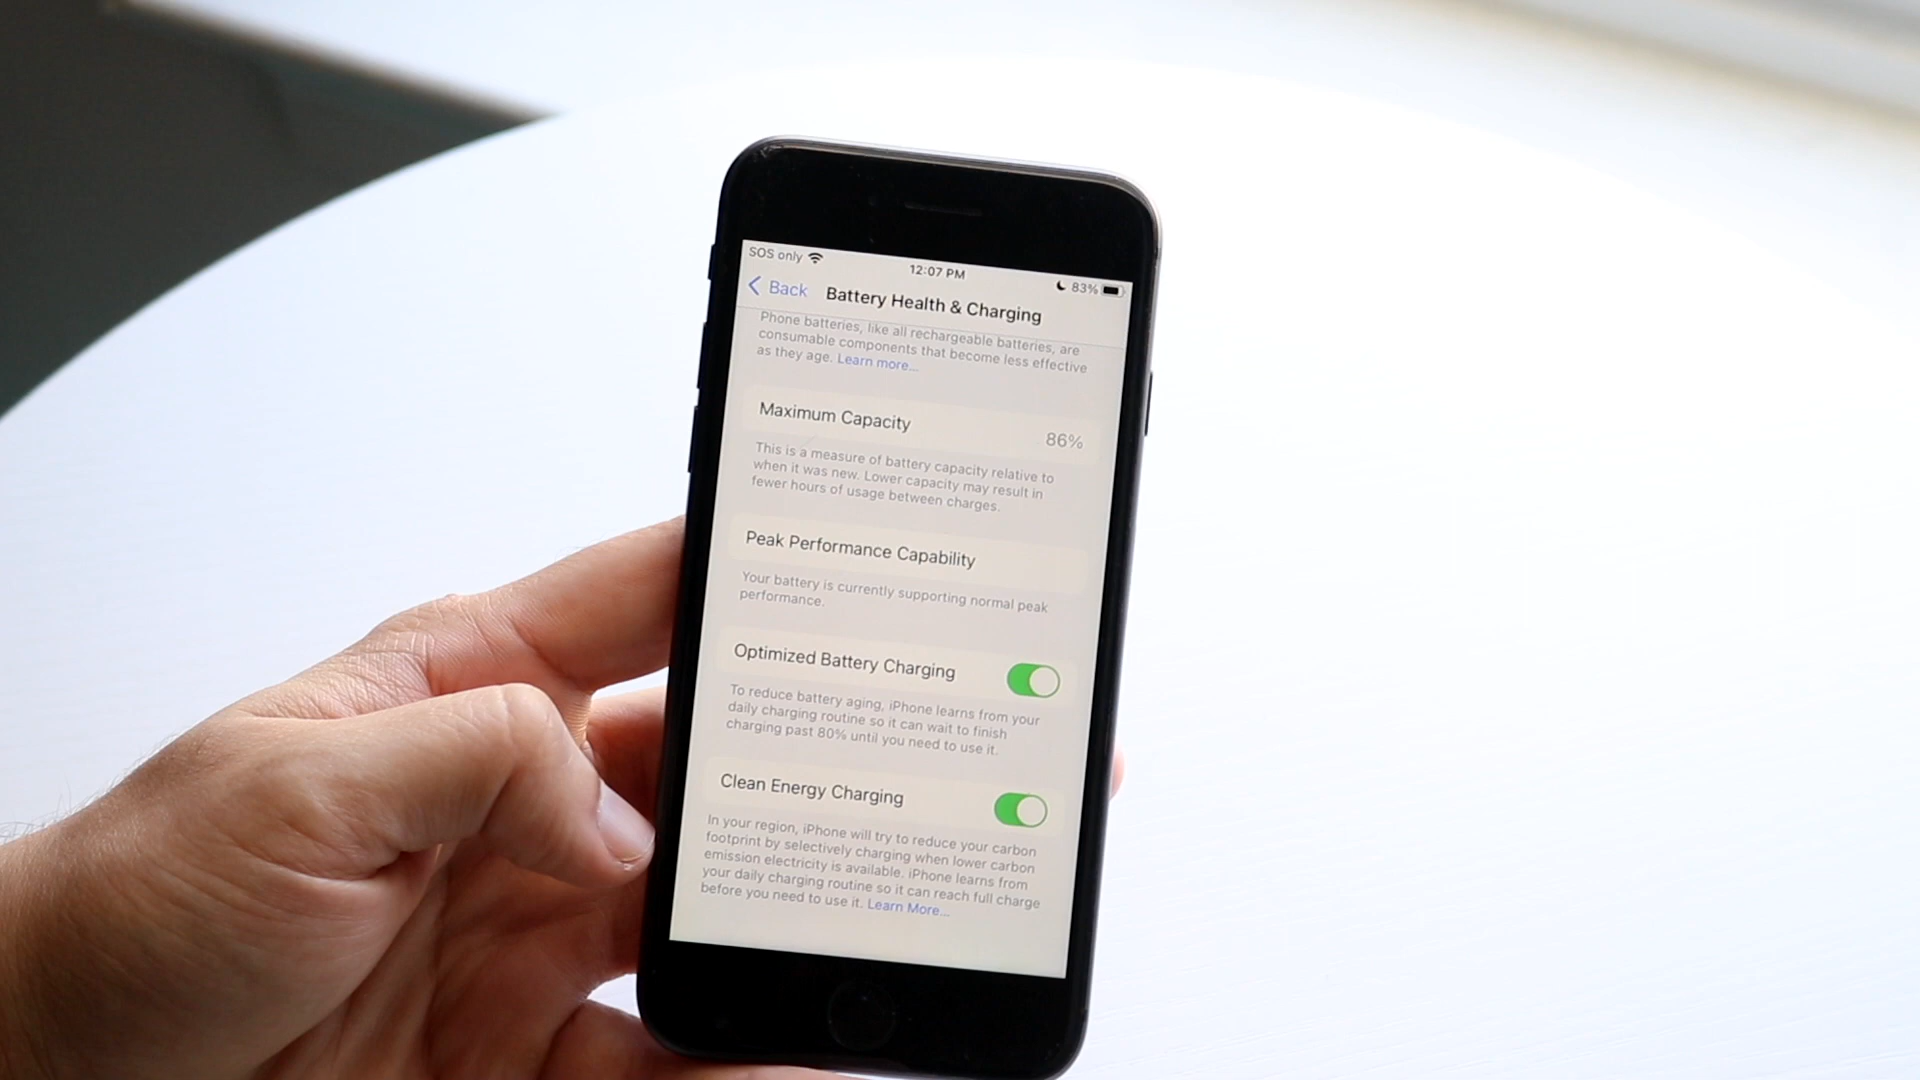 SOS only
12:07 PM
83%
Back
Battery Health & Charging
Phone batteries, like all rechargeable batteries, are
consumable components that become less effective
as they age. Learn more...
Maximum Capacity
86%
This is a measure of battery capacity relative to
when it was new. Lower capacity may result in
fewer hours of usage between charges.
Peak Performance Capability
Your battery is currently supporting normal peak
performance.
Optimized Battery Charging
To reduce battery aging, iPhone learns from your
daily charging routine so it can wait to finish
charging past 80% until you need to use it.
Clean Energy Charging
In your region, iPhone will try to reduce your carbon
footprint by selectively charging when lower carbon
emission electricity is available. iPhone learns from
your daily charging routine so it can reach full charge
before you need to use it. Learn More...